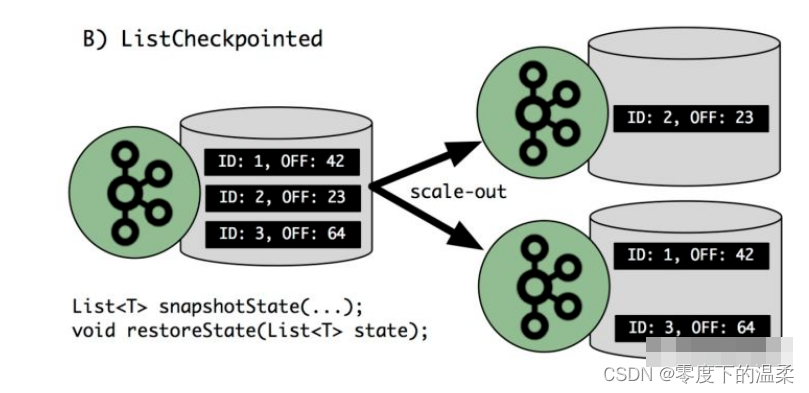 B) ListCheckpointed
ID: 1, OFF: 42
ID: 2, OFF: 23
ID: 3, OFF: 64
scale-out
ID: 2, OFF: 23
ID: 1, OFF: 42
ID: 3, OFF: 64
List<T> snapshotState(...);
void restoreState(List<T> state);
CSDN @零度下的温柔